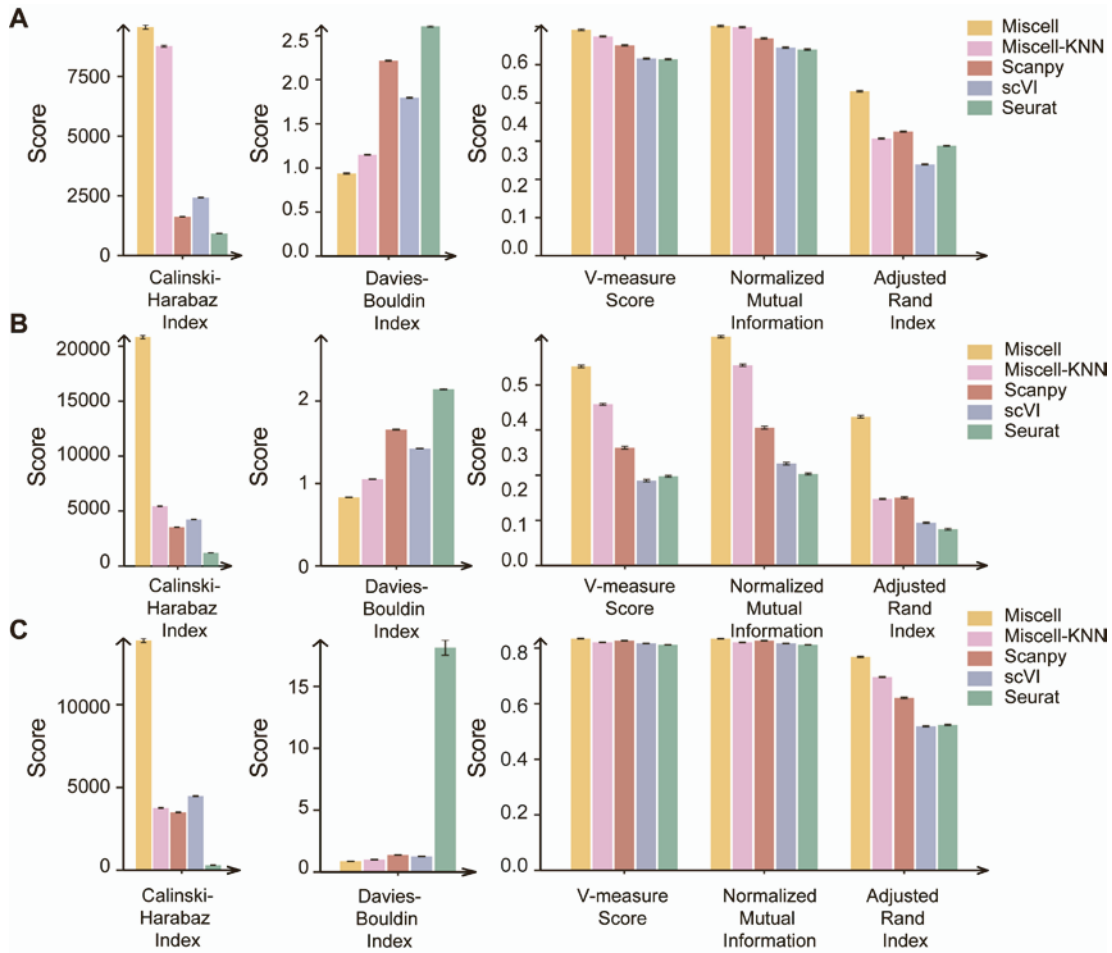 A
Score
7500
5000
2500
0
Calinski-
Harabaz
Index
Score
2.5
2.0
1.5
1.0
0.5
0.0
Davies-
Bouldin
Index
Score
0.6
0.5
0.4
0.3
0.2
0.1
0.0
V-measure
Score
Normalized
Mutual
Information
Adjusted
Rand
Index
Miscell
Miscell-KNN
Scanpy
scVI
Seurat
B
Score
20000
15000
10000
5000
0
Calinski-
Harabaz
Index
Score
2
1
0
Davies-
Bouldin
Index
Score
0.5
0.4
0.3
0.2
0.1
0.0
V-measure
Score
Normalized
Mutual
Information
Adjusted
Rand
Index
Miscell
Miscell-KNN
Scanpy
scVI
Seurat
C
Score
10000
5000
0
Calinski-
Harabaz
Index
Score
15
10
5
0
Davies-
Bouldin
Index
Score
0.8
0.6
0.4
0.2
0.0
V-measure
Score
Normalized
Mutual
Information
Adjusted
Rand
Index
Miscell
Miscell-KNN
Scanpy
scVI
Seurat